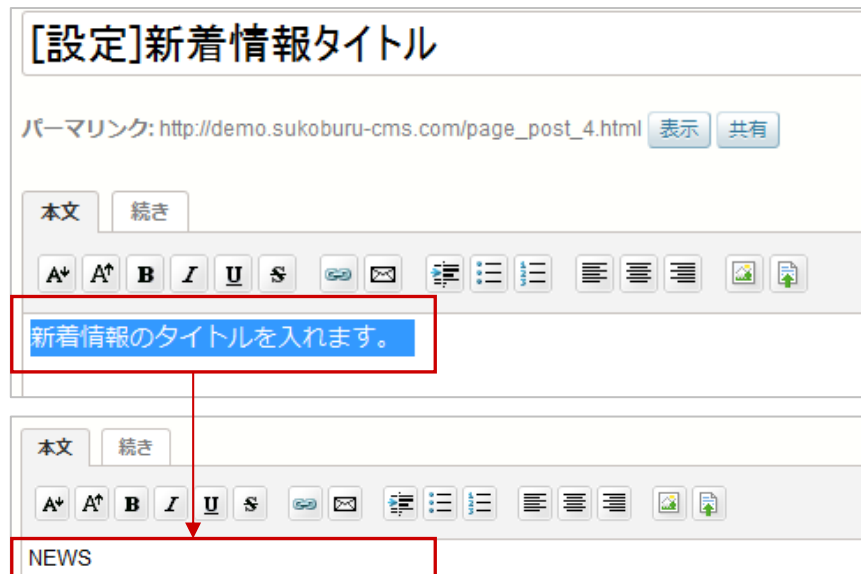 [設定]新着情報タイトル
パーマリンク: http://demo.sukoburu-cms.com/page_post_4.html 表示 共有
本文 続き
A A B I U S
新着情報のタイトルを入れます。
本文 続き
A A B I U S
NEWS